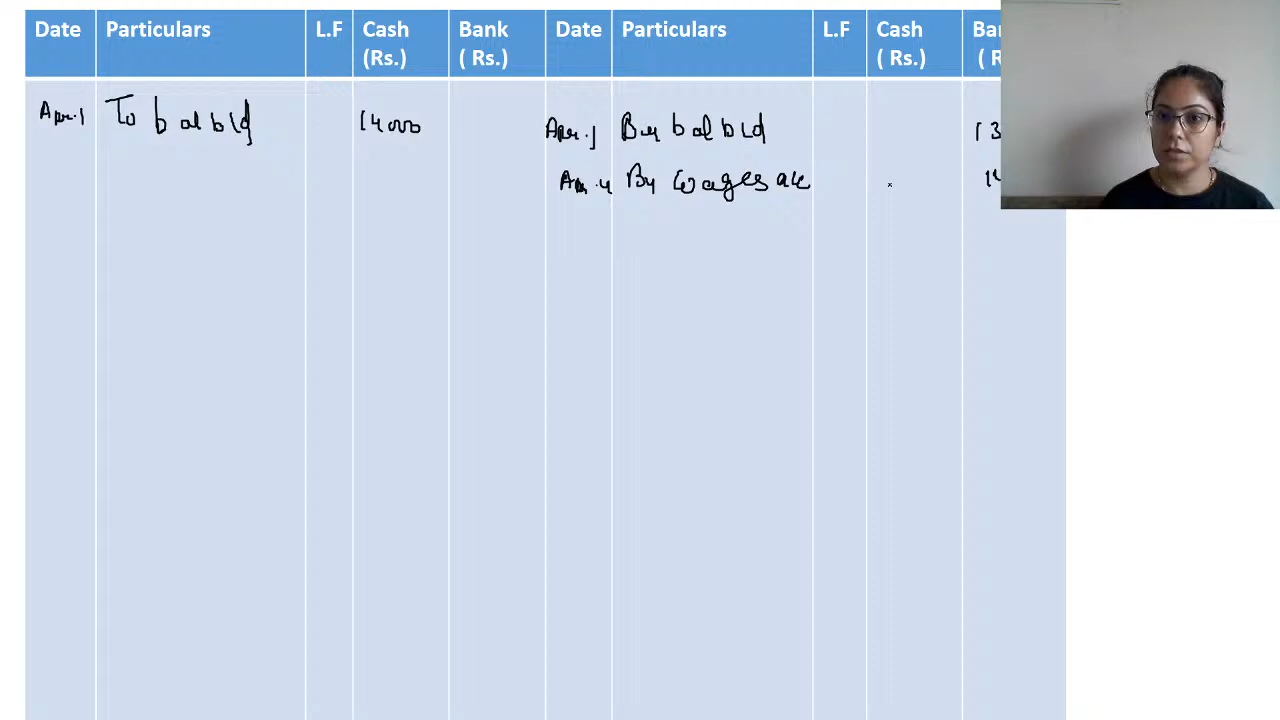 Date Particulars L.F Cash (Rs.) Bank ( Rs.) Date Particulars L.F Cash ( Rs.)
Apr.1 To bal b/d 14000 Apr.1 By bal b/d
Apr.4 By wages a/c